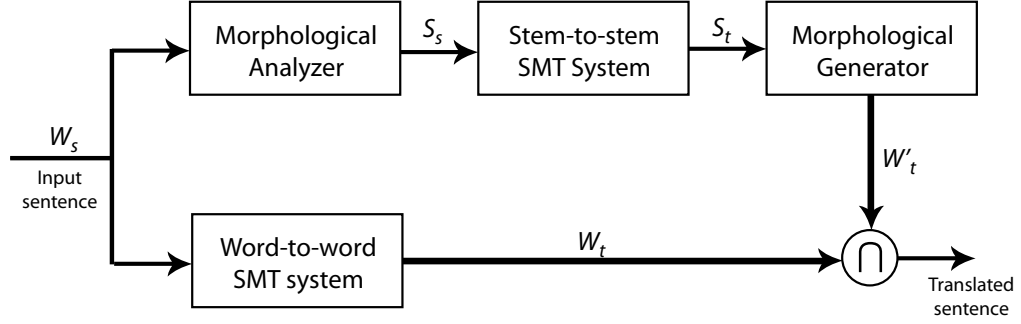 Morphological
Analyzer
S_s
Stem-to-stem
SMT System
S_t
Morphological
Generator
W_s
Input
sentence
W'_t
Word-to-word
SMT system
W_t
∩
Translated
sentence